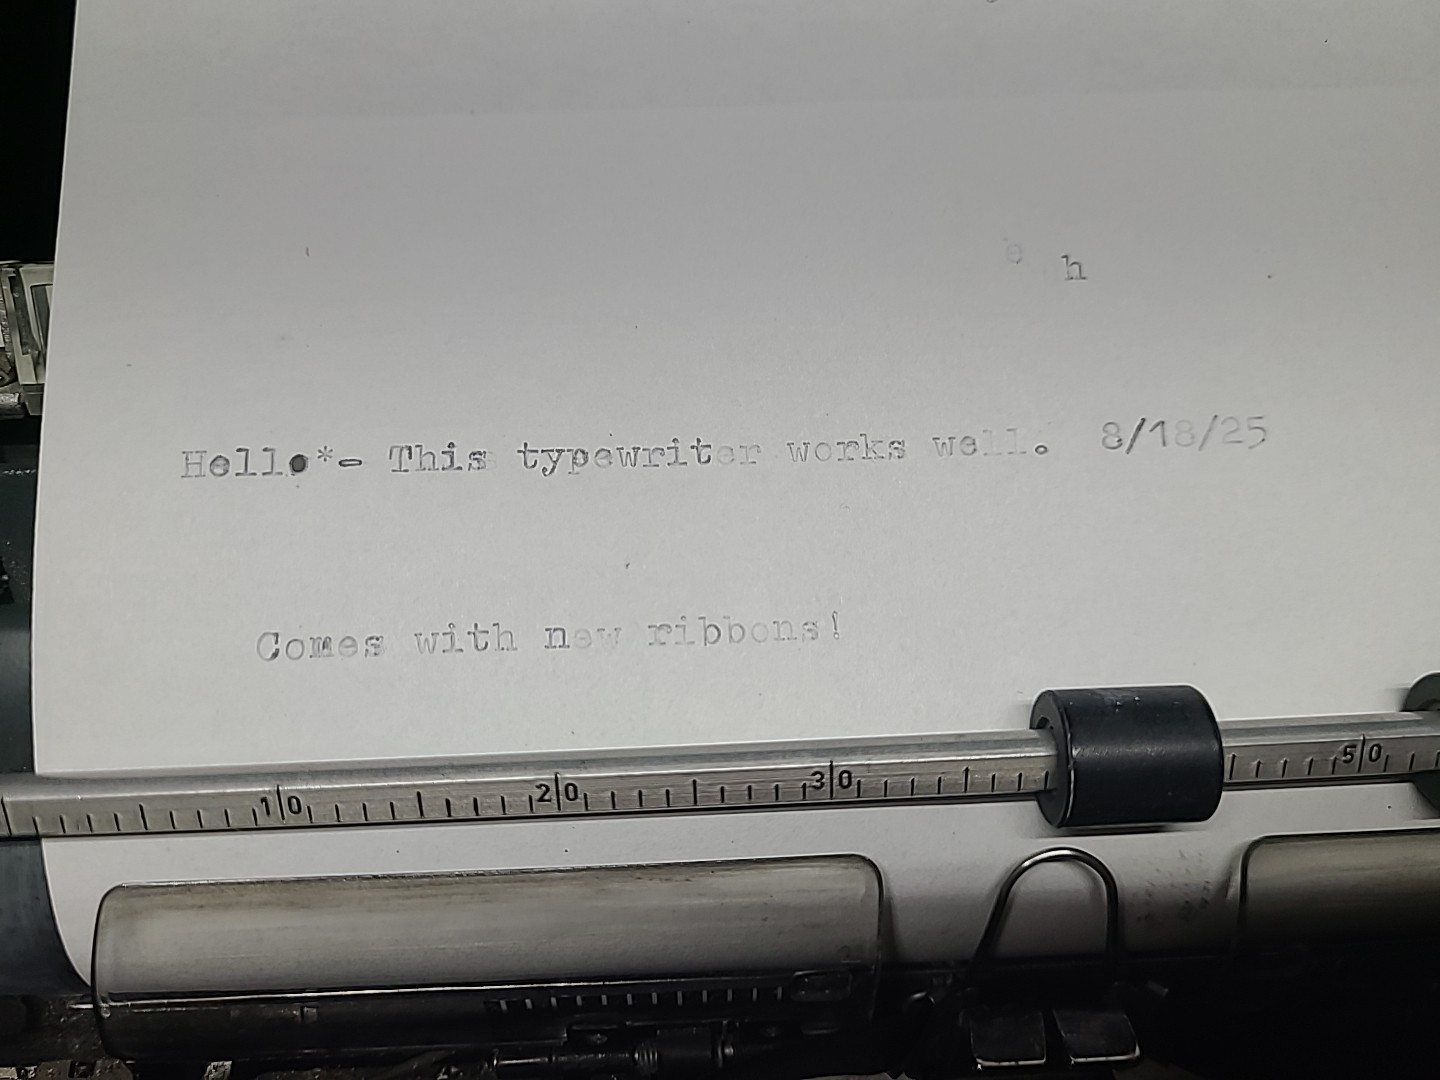 e h
Hello*- This typewriter works well. 8/18/25
Comes with new ribbons!
10 20 30 50